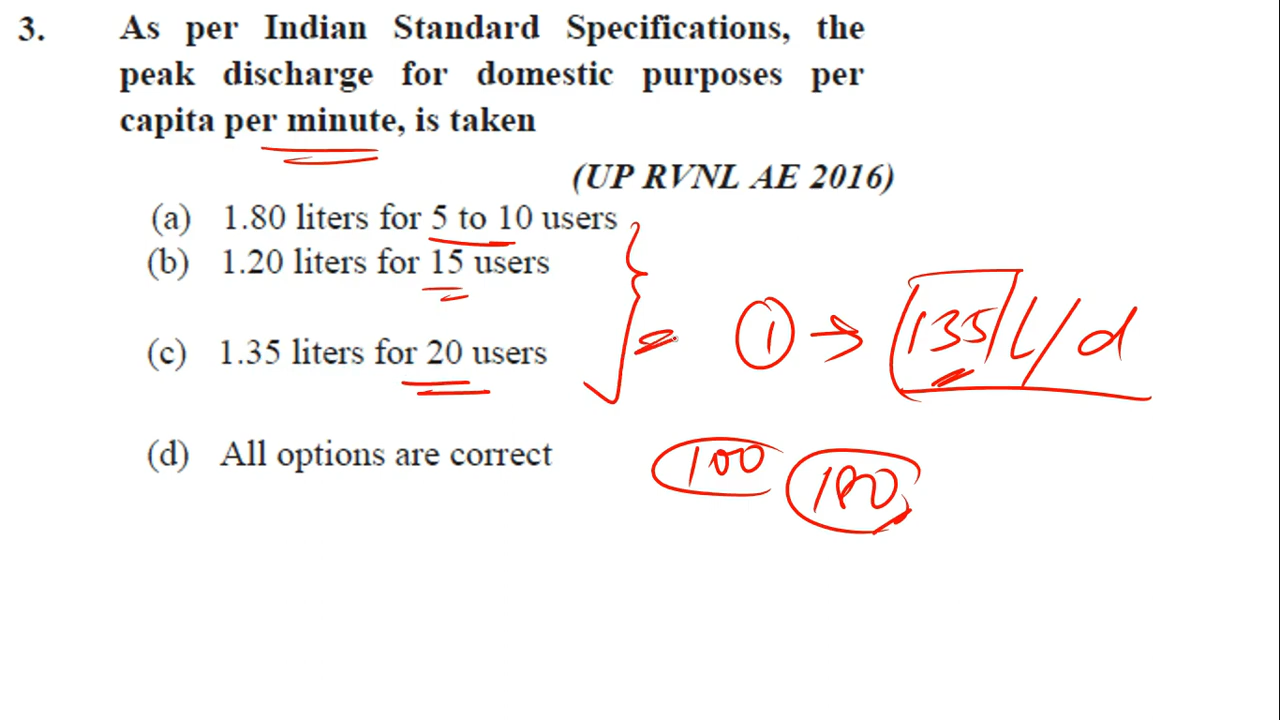 3. As per Indian Standard Specifications, the
peak discharge for domestic purposes per
capita per minute, is taken
(UP RVNL AE 2016)
(a) 1.80 liters for 5 to 10 users
(b) 1.20 liters for 15 users
(c) 1.35 liters for 20 users
(d) All options are correct
1 → 135 l/d
100 180